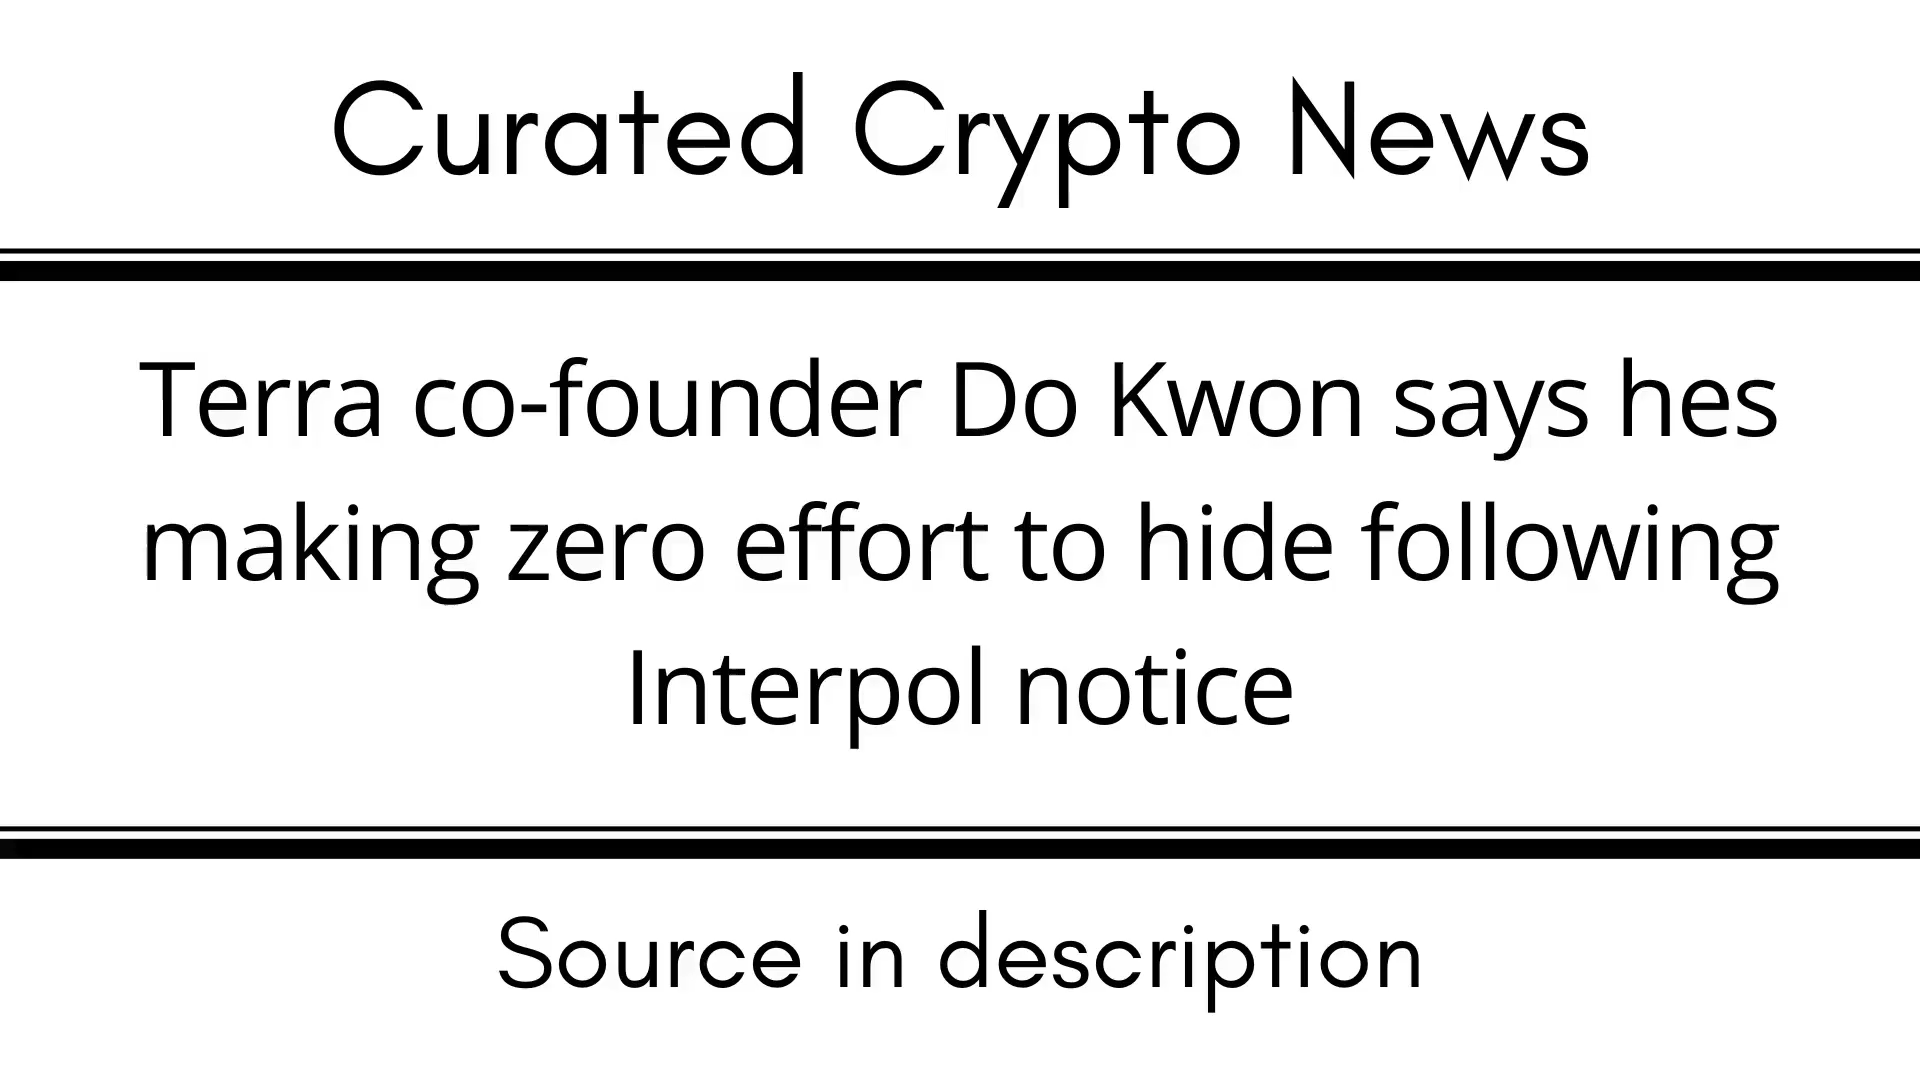 Curated Crypto News
Terra co-founder Do Kwon says hes
making zero effort to hide following
Interpol notice
Source in description